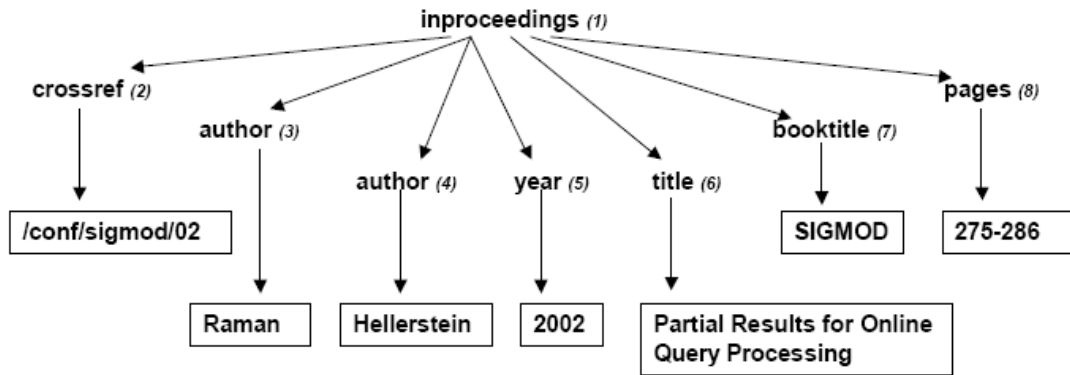 inproceedings (1)
crossref (2)
pages (8)
author (3)
booktitle (7)
author (4)
year (5)
title (6)
/conf/sigmod/02
SIGMOD
275-286
Raman
Hellerstein
2002
Partial Results for Online
Query Processing